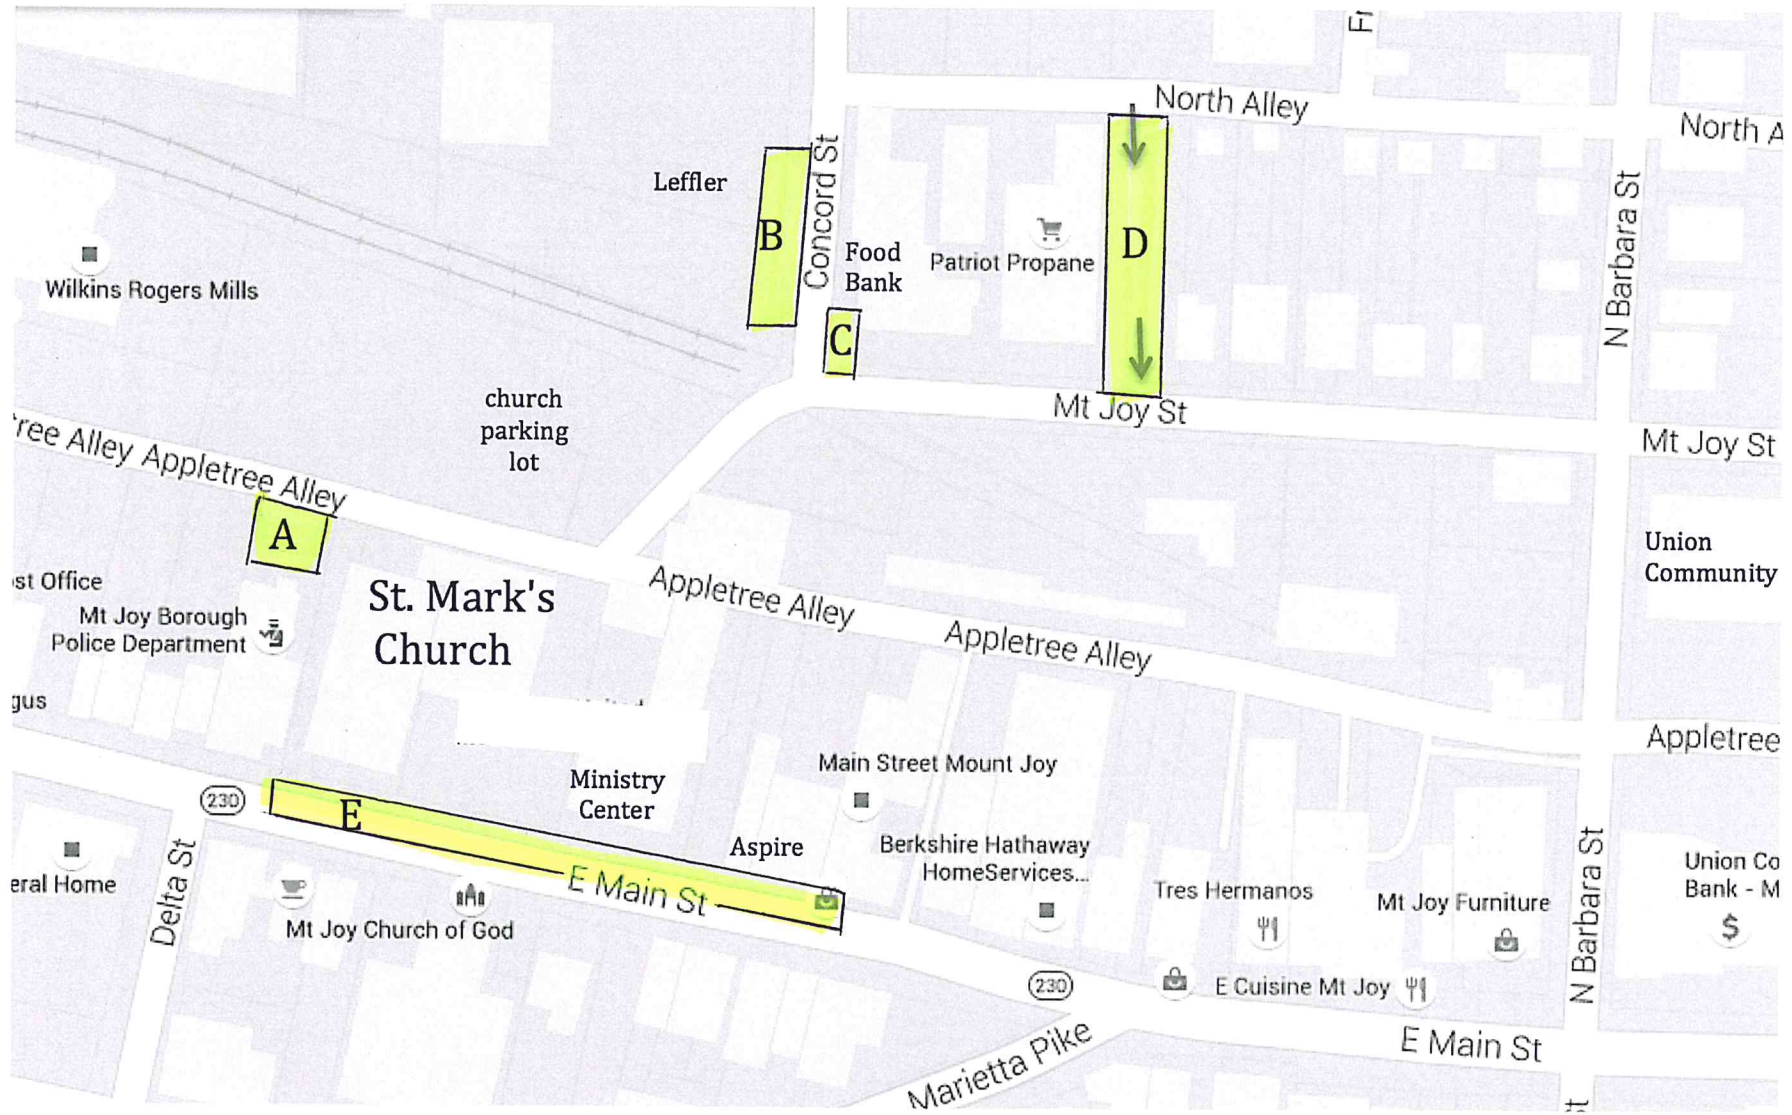 Fr
North Alley
North A
Concord St
Leffler
B
Food
Bank
Patriot Propane
D
N Barbara St
Wilkins Rogers Mills
C
church
parking
lot
Mt Joy St
Mt Joy St
ree Alley
Appletree Alley
A
Union
Community
st Office
St. Mark's
Church
Appletree Alley
Appletree Alley
Mt Joy Borough
Police Department
gus
Appletree
Main Street Mount Joy
Ministry
Center
230
E
Aspire
Berkshire Hathaway
HomeServices...
E Main St
Delta St
eral Home
Mt Joy Church of God
Tres Hermanos
Mt Joy Furniture
N Barbara St
Union Co
Bank - M
$
230
E Cuisine Mt Joy
E Main St
Marietta Pike